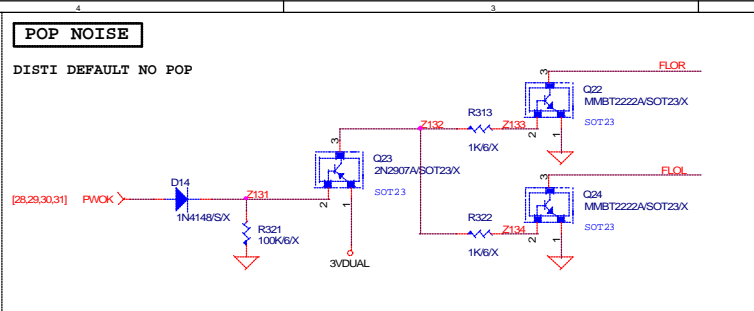 4 3
POP NOISE
DISTI DEFAULT NO POP
FLOR
3
Q22
MMBT2222A/SOT23/X
SOT23
R313
Z132 Z133
1K/6/X
2 1
3
Q23
2N2907A/SOT23/X
SOT23
FLOL
3
Q24
MMBT2222A/SOT23/X
SOT23
D14
[28,29,30,31] PWOK
Z131
1N4148/S/X
2 1
R321
100K/6/X
R322
Z134
1K/6/X
2 1
3VDUAL